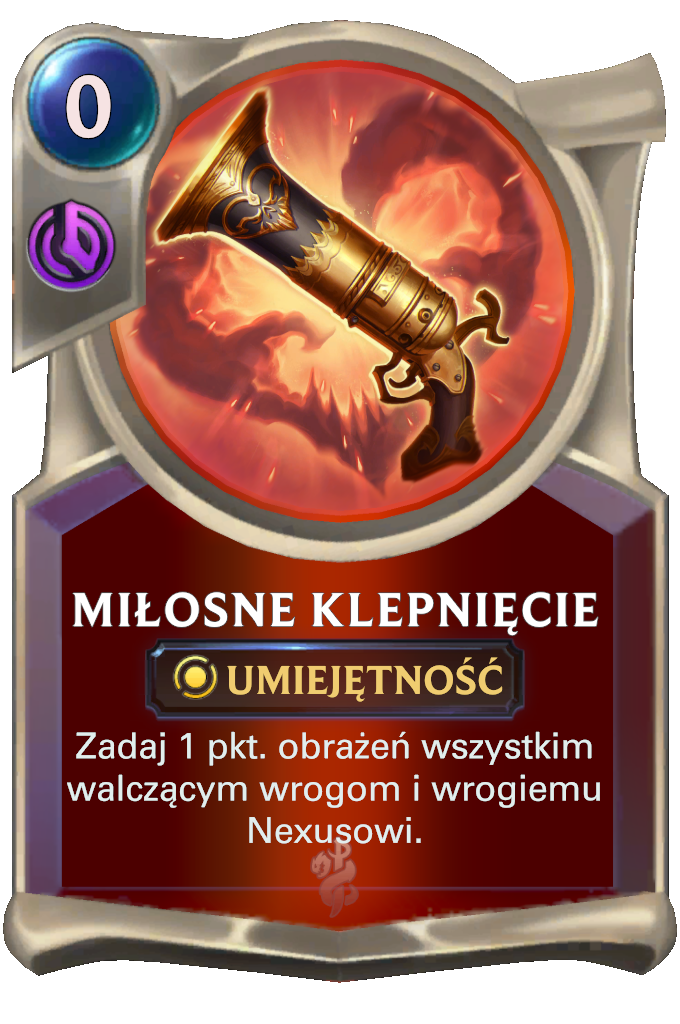 0
MIŁOSNE KLEPNIĘCIE
UMIEJĘTNOŚĆ
Zadaj 1 pkt. obrażeń wszystkim
walczącym wrogom i wrogiemu
Nexusowi.